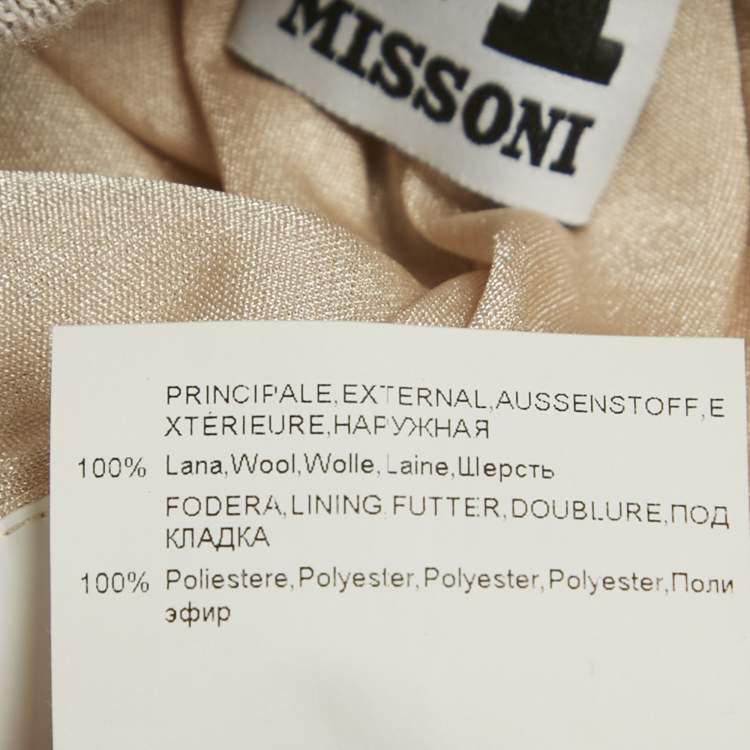 MISSONI
PRINCIPALE,EXTERNAL,AUSSENSTOFF,E
XTÉRIEURE,НАРУЖНАЯ
100% Lana,Wool,Wolle,Laine,Шерсть
FODERA,LINING,FUTTER,DOUBLURE,ПОД
КЛАДКА
100% Poliestere,Polyester,Polyester,Polyester,Поли
эфир